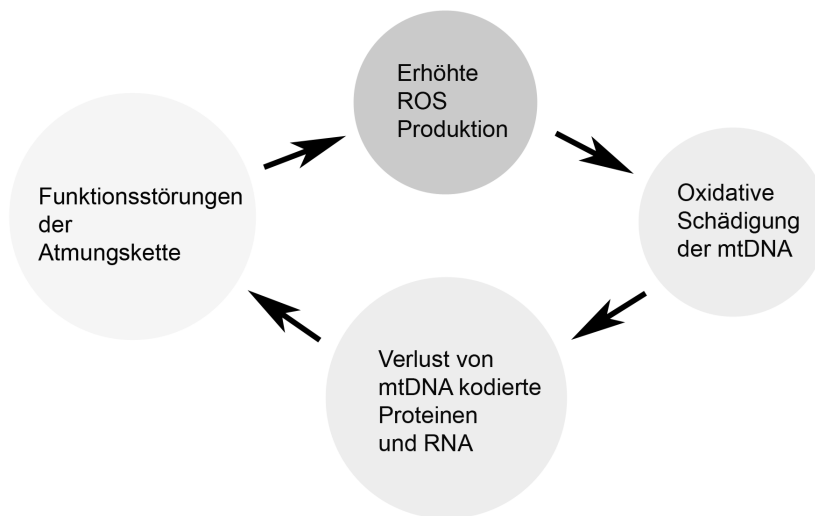 Erhöhte
ROS
Produktion
Oxidative
Schädigung
der mtDNA
Verlust von
mtDNA kodierte
Proteinen
und RNA
Funktionsstörungen
der
Atmungskette